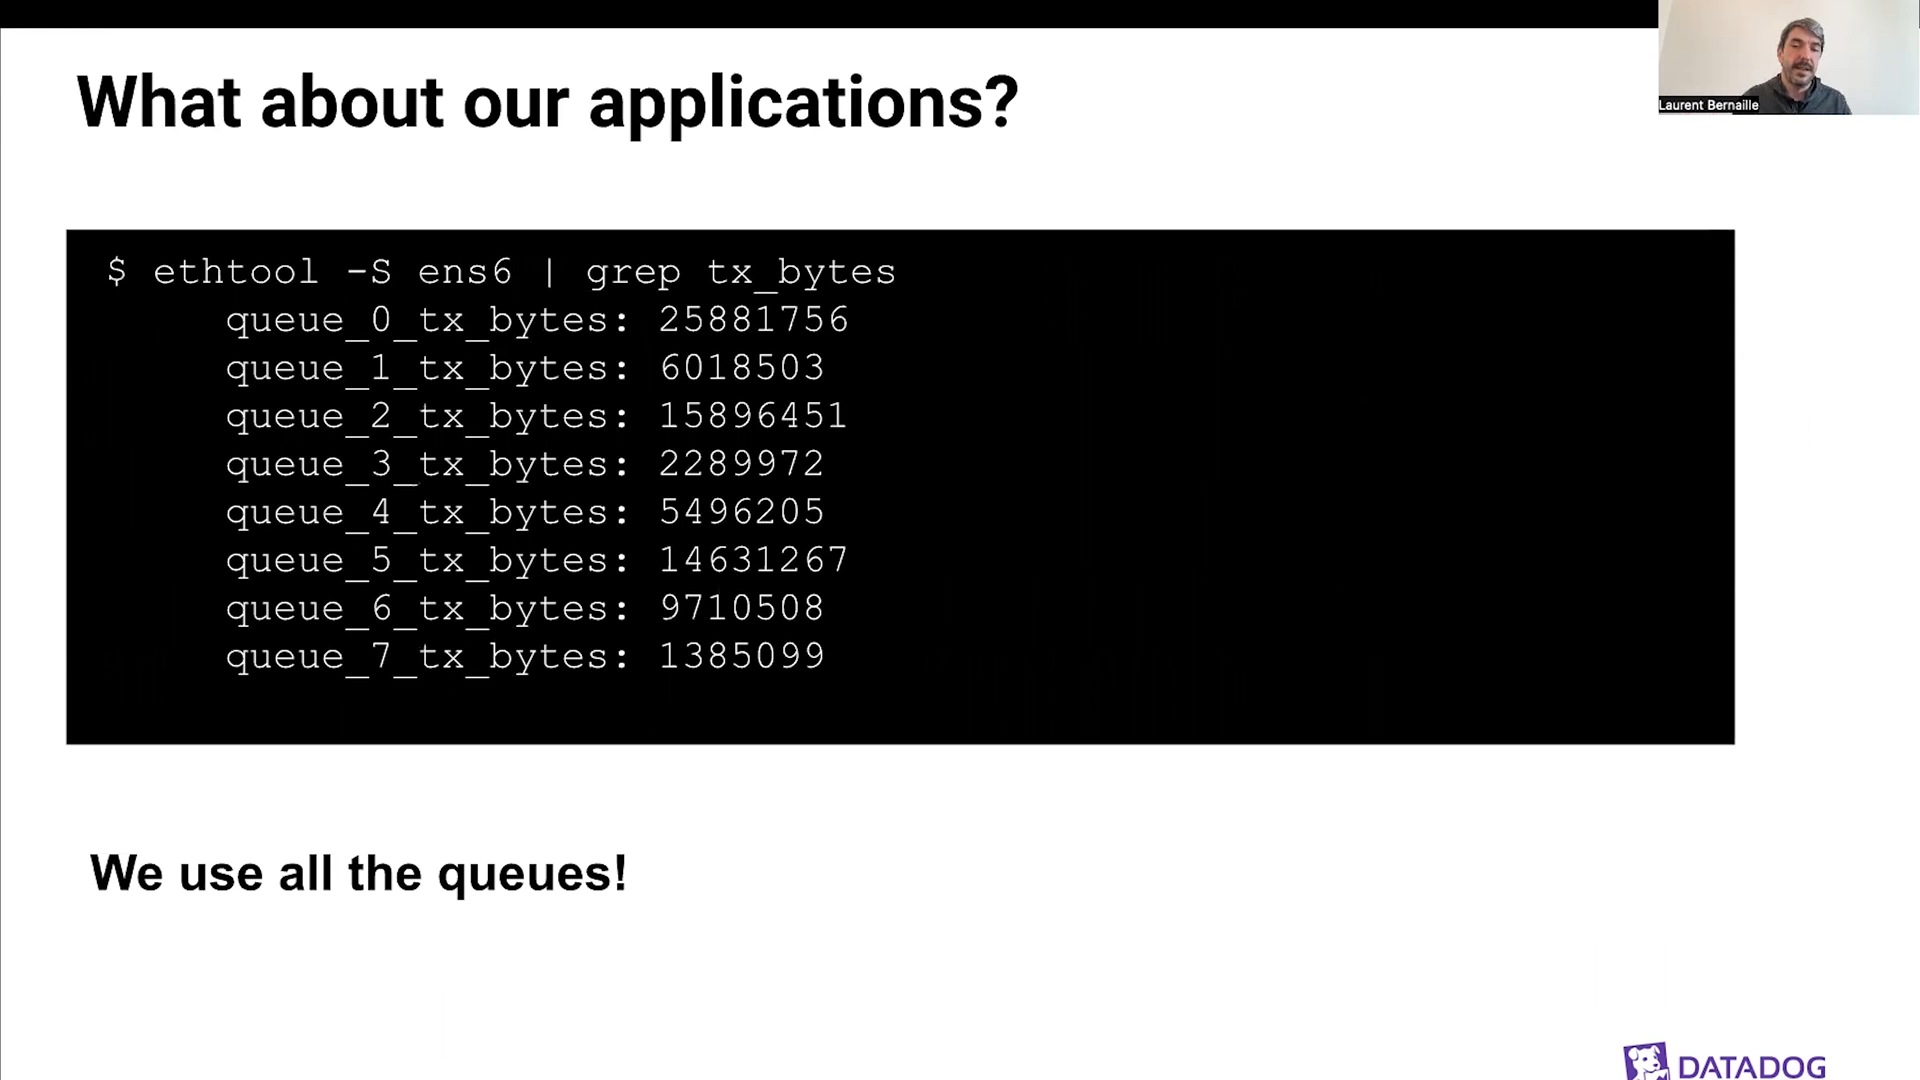 Laurent Bernaille
What about our applications?
$ ethtool -S ens6 | grep tx_bytes
queue_0_tx_bytes: 25881756
queue_1_tx_bytes: 6018503
queue_2_tx_bytes: 15896451
queue_3_tx_bytes: 2289972
queue_4_tx_bytes: 5496205
queue_5_tx_bytes: 14631267
queue_6_tx_bytes: 9710508
queue_7_tx_bytes: 1385099
We use all the queues!
DATADOG